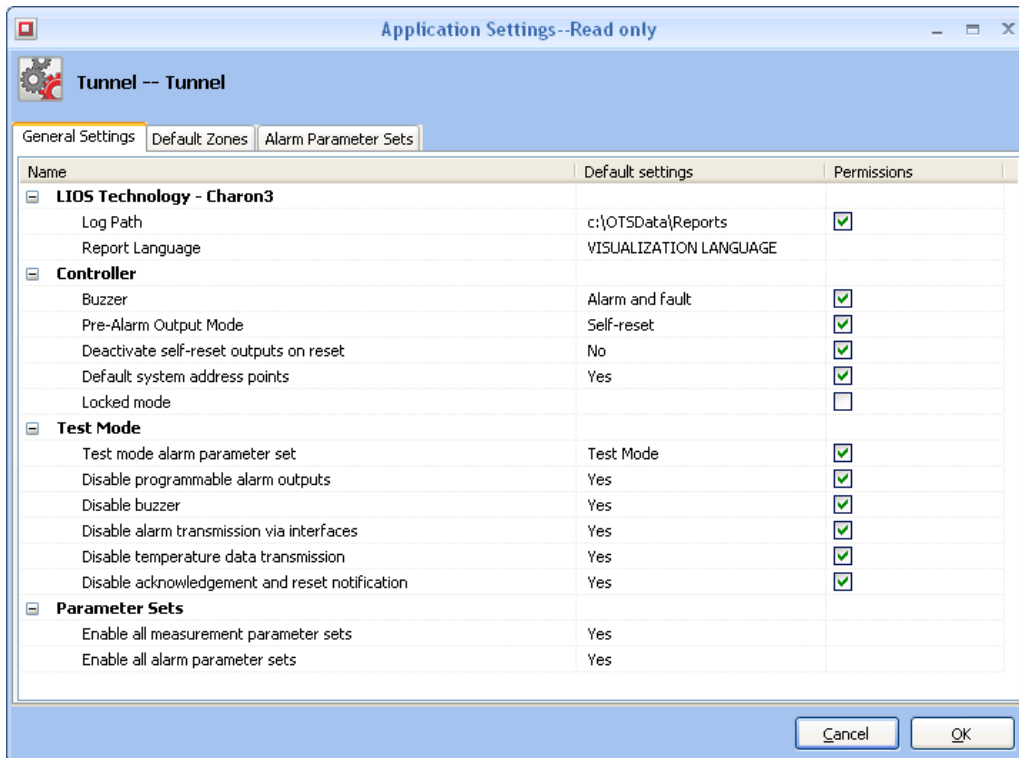 Application Settings--Read only
Tunnel -- Tunnel
General Settings Default Zones Alarm Parameter Sets
Name Default settings Permissions
LIOS Technology - Charon3
Log Path c:\OTSData\Reports
Report Language VISUALIZATION LANGUAGE
Controller
Buzzer Alarm and fault
Pre-Alarm Output Mode Self-reset
Deactivate self-reset outputs on reset No
Default system address points Yes
Locked mode
Test Mode
Test mode alarm parameter set Test Mode
Disable programmable alarm outputs Yes
Disable buzzer Yes
Disable alarm transmission via interfaces Yes
Disable temperature data transmission Yes
Disable acknowledgement and reset notification Yes
Parameter Sets
Enable all measurement parameter sets Yes
Enable all alarm parameter sets Yes
Cancel OK